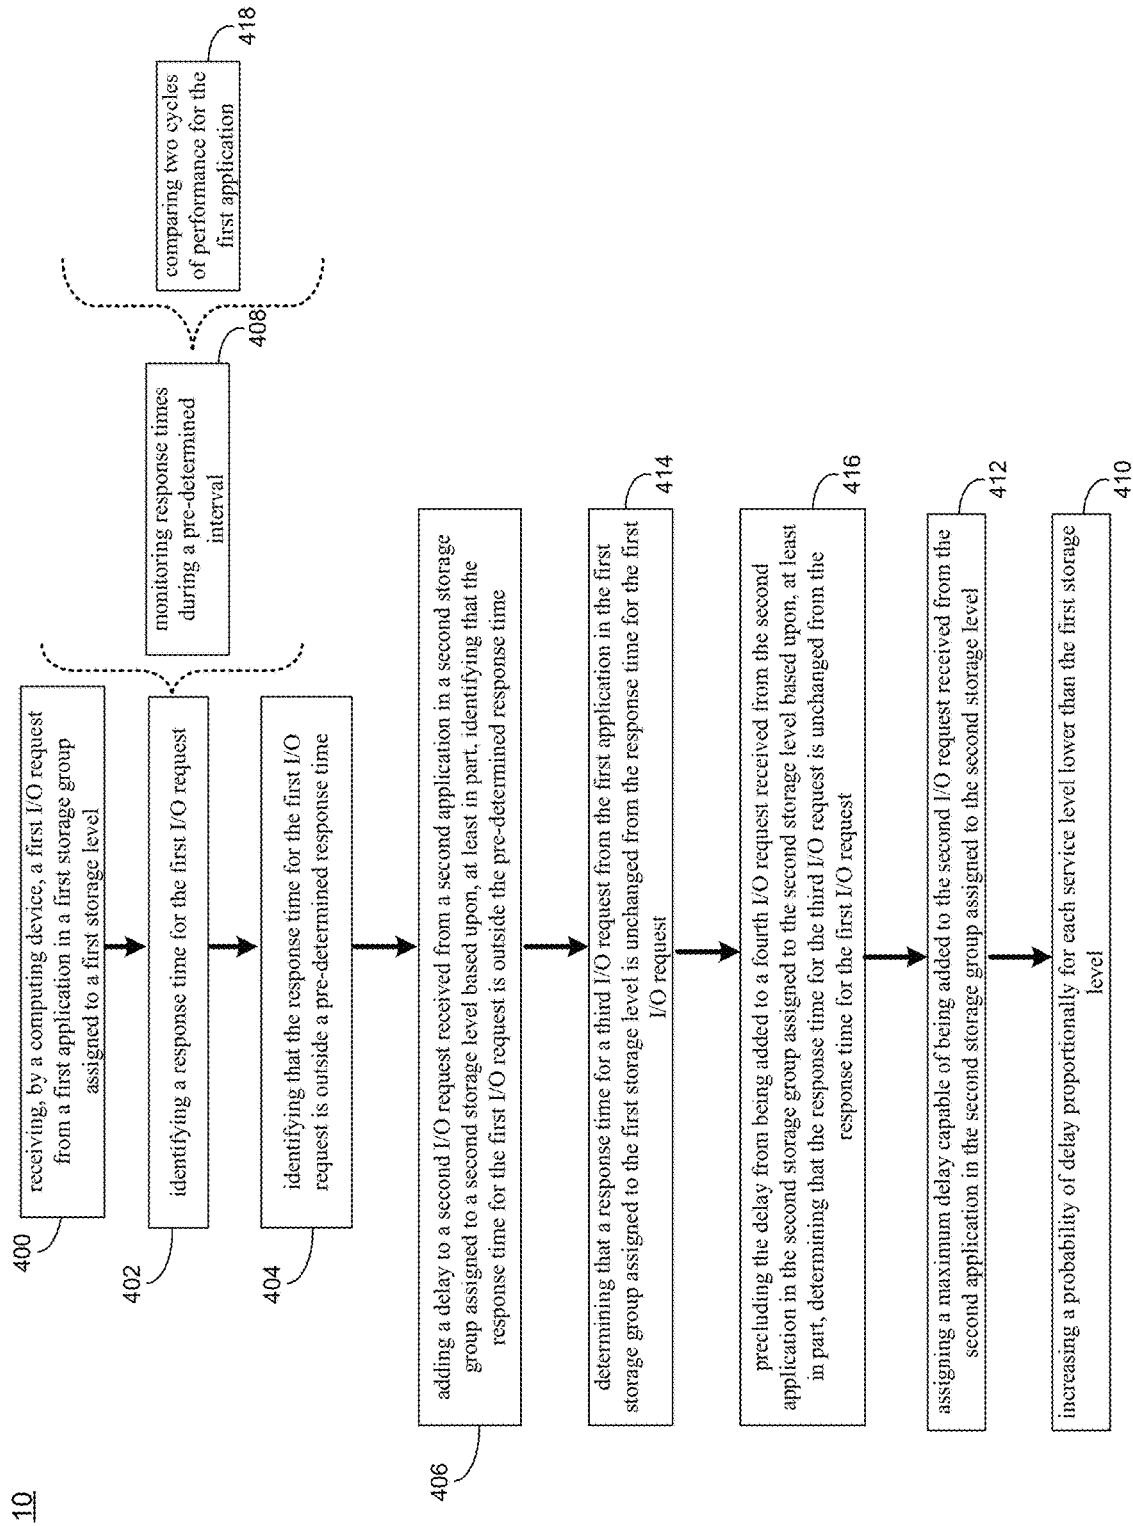 10
receiving, by a computing device, a first I/O request
from a first application in a first storage group
assigned to a first storage level
400
identifying a response time for the first I/O request
402
identifying that the response time for the first I/O
request is outside a pre-determined response time
404
monitoring response times
during a pre-determined
interval
408
comparing two cycles
of performance for the
first application
418
adding a delay to a second I/O request received from a second application in a second storage
group assigned to a second storage level based upon, at least in part, identifying that the
response time for the first I/O request is outside the pre-determined response time
406
determining that a response time for a third I/O request from the first application in the first
storage group assigned to the first storage level is unchanged from the response time for the first
I/O request
414
precluding the delay from being added to a fourth I/O request received from the second
application in the second storage group assigned to the second storage level based upon, at least
in part, determining that the response time for the third I/O request is unchanged from the
response time for the first I/O request
416
assigning a maximum delay capable of being added to the second I/O request received from the
second application in the second storage group assigned to the second storage level
412
increasing a probability of delay proportionally for each service level lower than the first storage
level
410